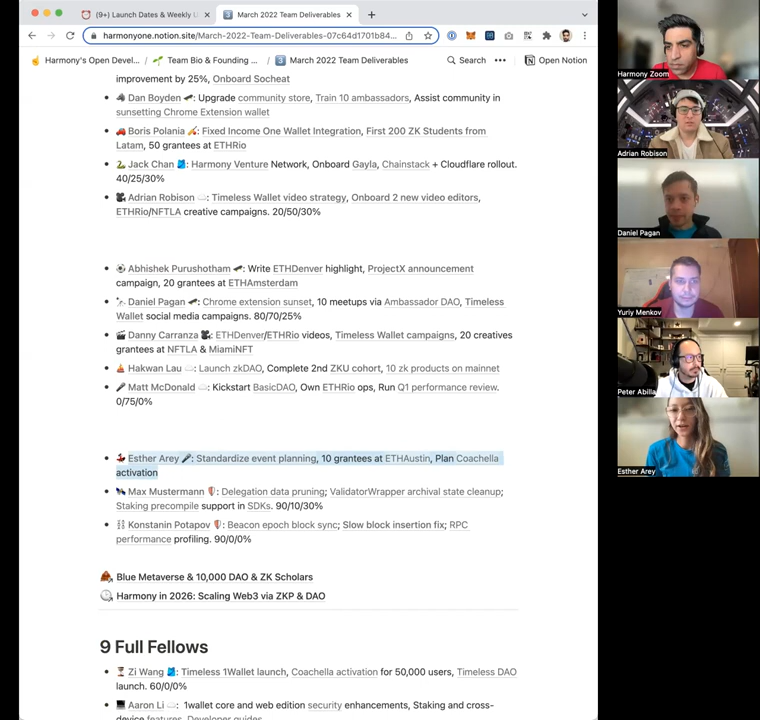 (9+) Launch Dates & Weekly U
March 2022 Team Deliverables
harmonyone.notion.site/March-2022-Team-Deliverables-07c64d1701b84...
Harmony's Open Devel... / Team Bio & Founding ... / March 2022 Team Deliverables
Search
Open Notion
improvement by 25%, Onboard Socheat
Dan Boyden : Upgrade community store, Train 10 ambassadors, Assist community in
sunsetting Chrome Extension wallet
Boris Polania : Fixed Income One Wallet Integration, First 200 ZK Students from
Latam, 50 grantees at ETHRio
Jack Chan : Harmony Venture Network, Onboard Gayla, Chainstack + Cloudflare rollout.
40/25/30%
Adrian Robison : Timeless Wallet video strategy, Onboard 2 new video editors,
ETHRio/NFTLA creative campaigns. 20/50/30%
Abhishek Purushotham : Write ETHDenver highlight, ProjectX announcement
campaign, 20 grantees at ETHAmsterdam
Daniel Pagan : Chrome extension sunset, 10 meetups via Ambassador DAO, Timeless
Wallet social media campaigns. 80/70/25%
Danny Carranza : ETHDenver/ETHRio videos, Timeless Wallet campaigns, 20 creatives
grantees at NFTLA & MiamiNFT
Hakwan Lau : Launch zkDAO, Complete 2nd ZKU cohort, 10 zk products on mainnet
Matt McDonald : Kickstart BasicDAO, Own ETHRio ops, Run Q1 performance review.
0/75/0%
Esther Arey : Standardize event planning, 10 grantees at ETHAustin, Plan Coachella
activation
Max Mustermann : Delegation data pruning; ValidatorWrapper archival state cleanup;
Staking precompile support in SDKs. 90/10/30%
Konstanin Potapov : Beacon epoch block sync; Slow block insertion fix; RPC
performance profiling. 90/0/0%
Blue Metaverse & 10,000 DAO & ZK Scholars
Harmony in 2026: Scaling Web3 via ZKP & DAO
9 Full Fellows
Zi Wang : Timeless 1Wallet launch, Coachella activation for 50,000 users, Timeless DAO
launch. 60/0/0%
Aaron Li : 1wallet core and web edition security enhancements, Staking and cross-
device features, Developer guides
Harmony Zoom
Adrian Robison
Daniel Pagan
Yuriy Menkov
Peter Abilla
Esther Arey